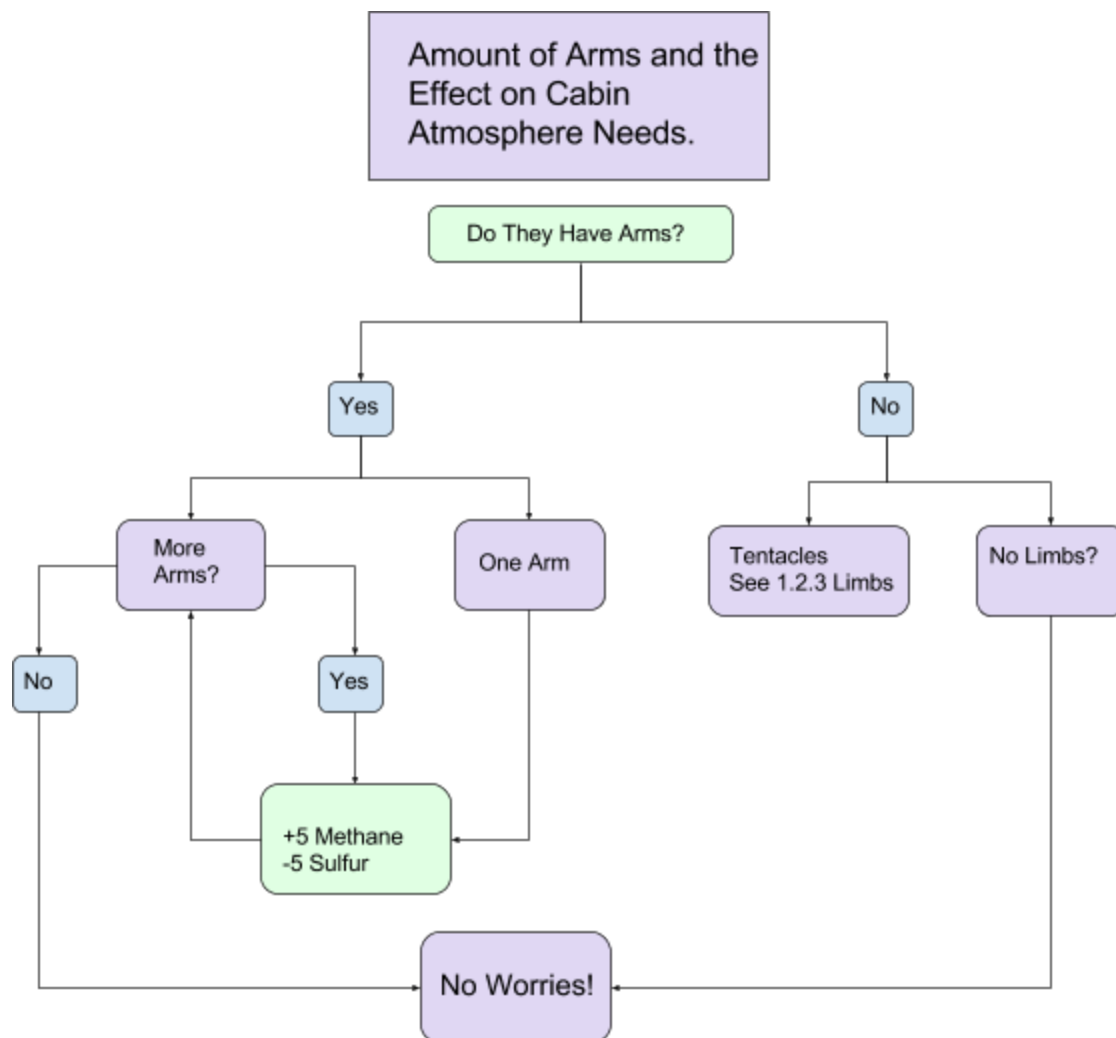 Amount of Arms and the
Effect on Cabin
Atmosphere Needs.
Do They Have Arms?
Yes
No
More
Arms?
One Arm
Tentacles
See 1.2.3 Limbs
No Limbs?
No
Yes
+5 Methane
-5 Sulfur
No Worries!